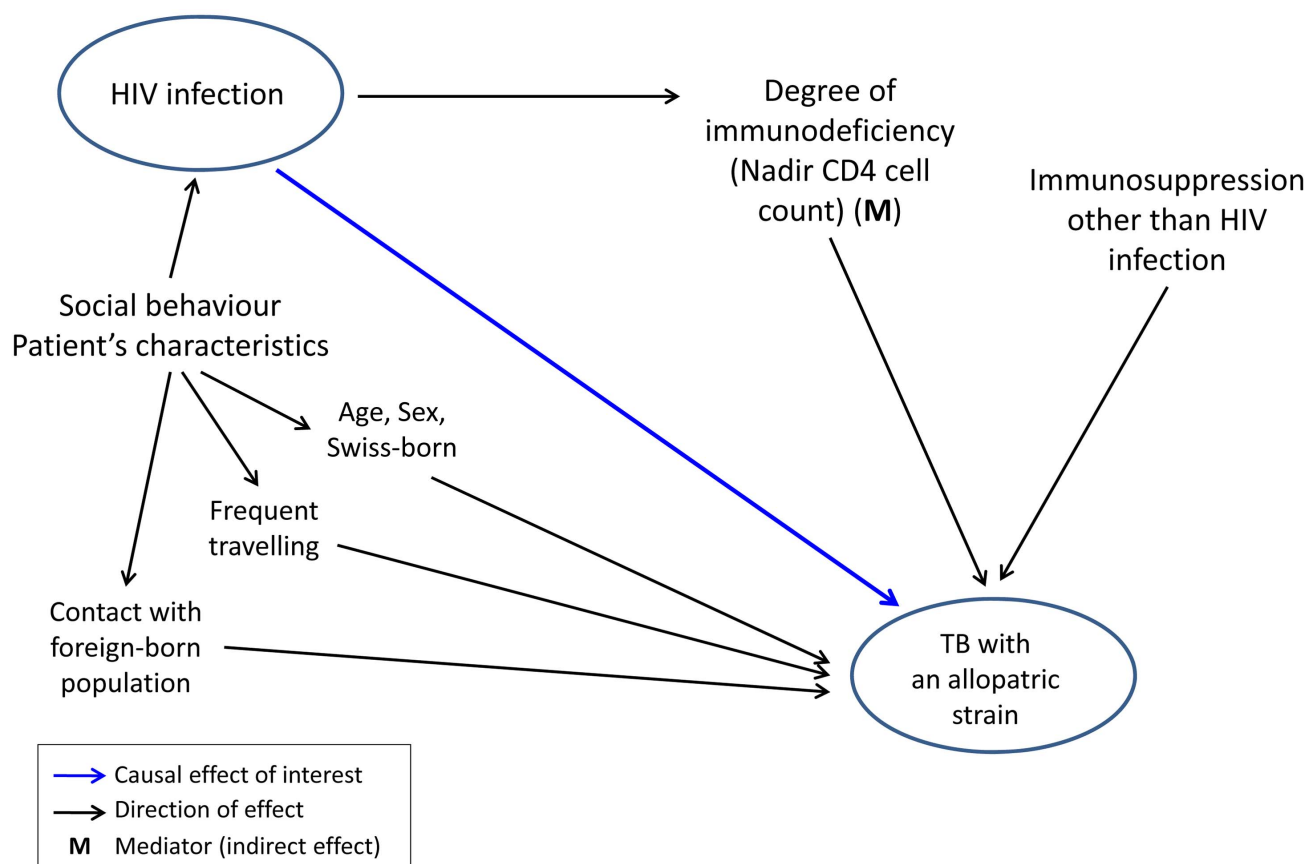 HIV infection
Degree of
immunodeficiency
(Nadir CD4 cell
count) (M)
Immunosuppression
other than HIV
infection
Social behaviour
Patient’s characteristics
Age, Sex,
Swiss-born
Frequent
travelling
Contact with
foreign-born
population
TB with
an allopatric
strain
Causal effect of interest
Direction of effect
M Mediator (indirect effect)